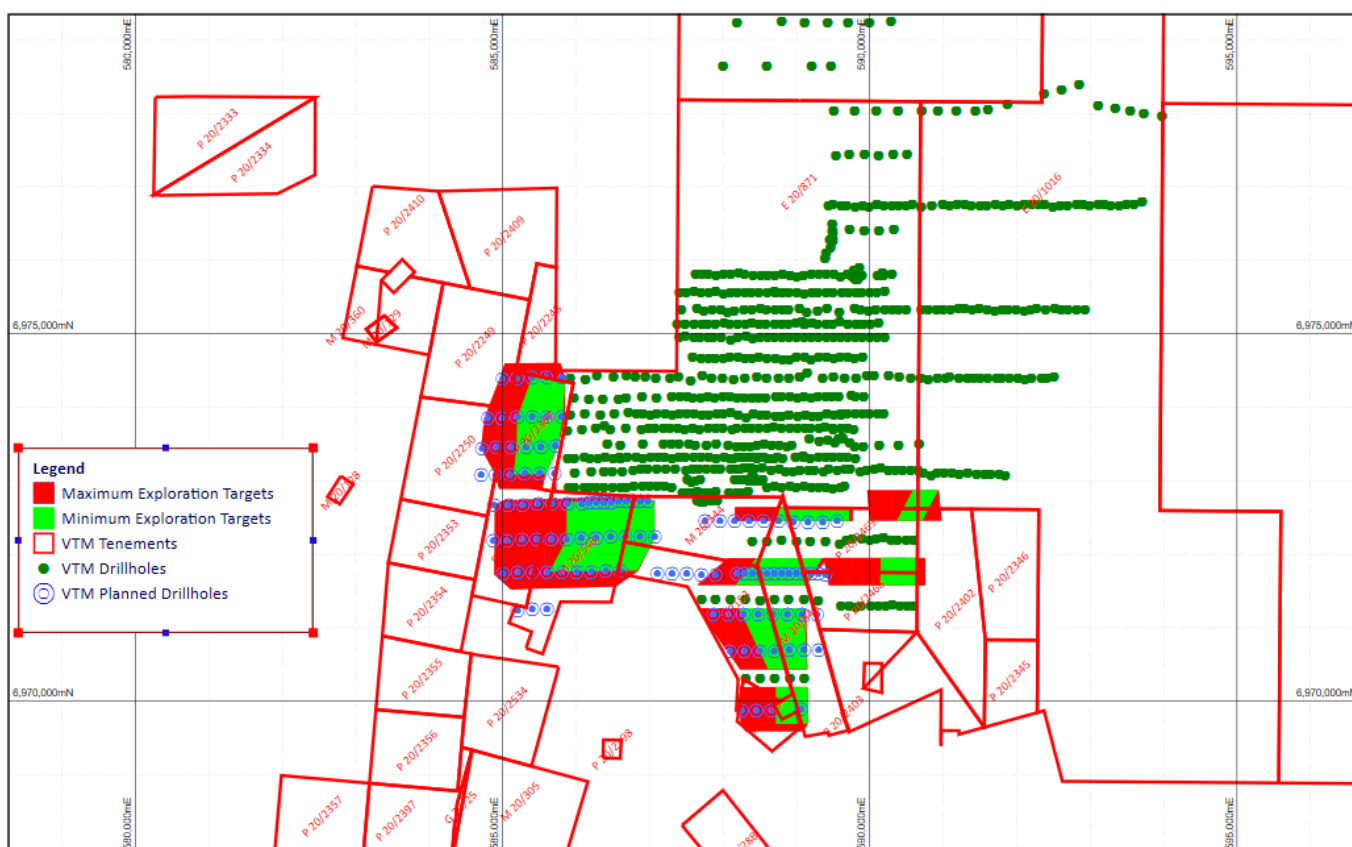 580,000mE
585,000mE
590,000mE
595,000mE
P 20/2333
P 20/2334
E 20/871
E 20/1016
P 20/2410
P 20/2409
M 20/360
P 20/2249
P 20/2248
6,975,000mN
6,975,000mN
P 20/2250
Legend
Maximum Exploration Targets
Minimum Exploration Targets
VTM Tenements
VTM Drillholes
VTM Planned Drillholes
P 20/2353
P 20/2354
P 20/2346
P 20/2402
P 20/2355
P 20/2345
6,970,000mN
6,970,000mN
P 20/2534
P 20/2403
P 20/2356
P 20/2357
P 20/2397
M 20/305
580,000mE
585,000mE
590,000mE
595,000mE